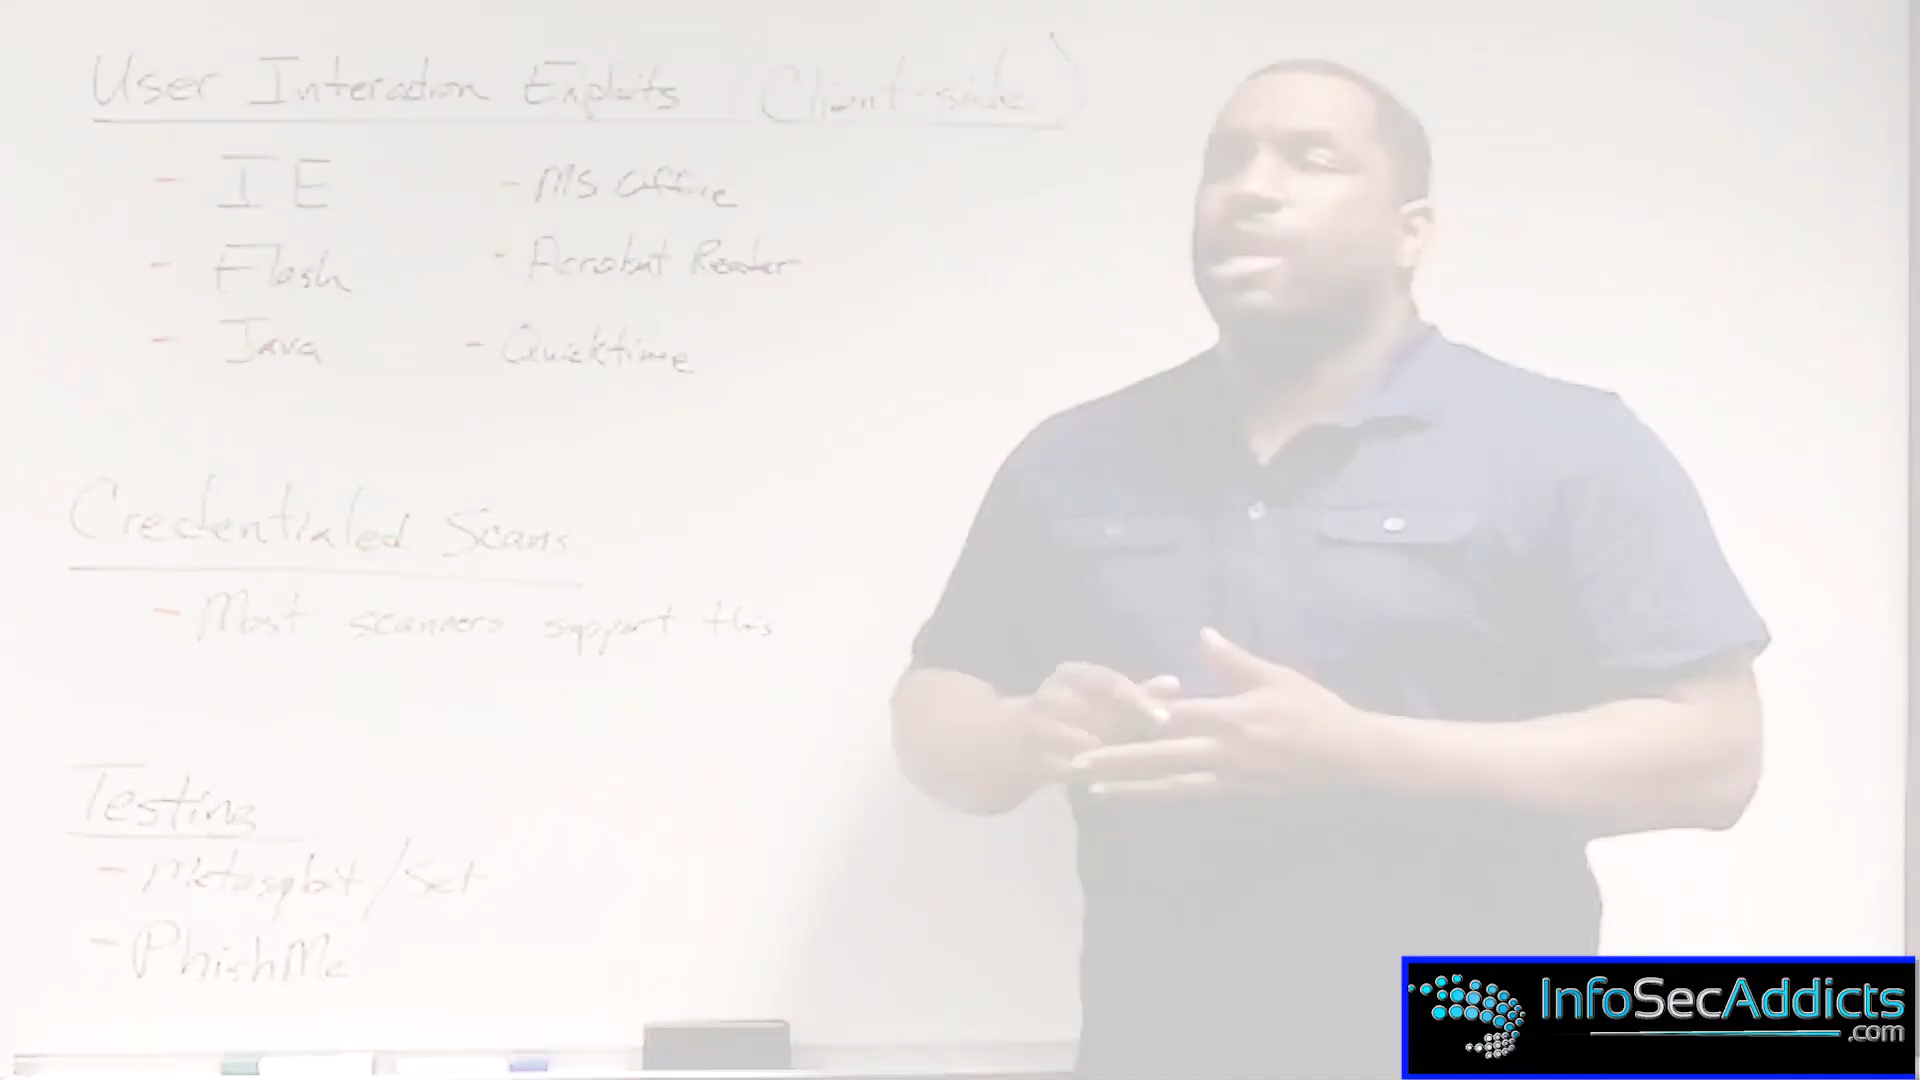 User Interaction Exploits (Client-side)
- IE
- Flash
- Java
- MS Office
- Acrobat Reader
- Quicktime
Credentialed Scans
- Most scanners support this
Testing
- Metasploit/Set
- PhishMe
InfoSecAddicts
.com